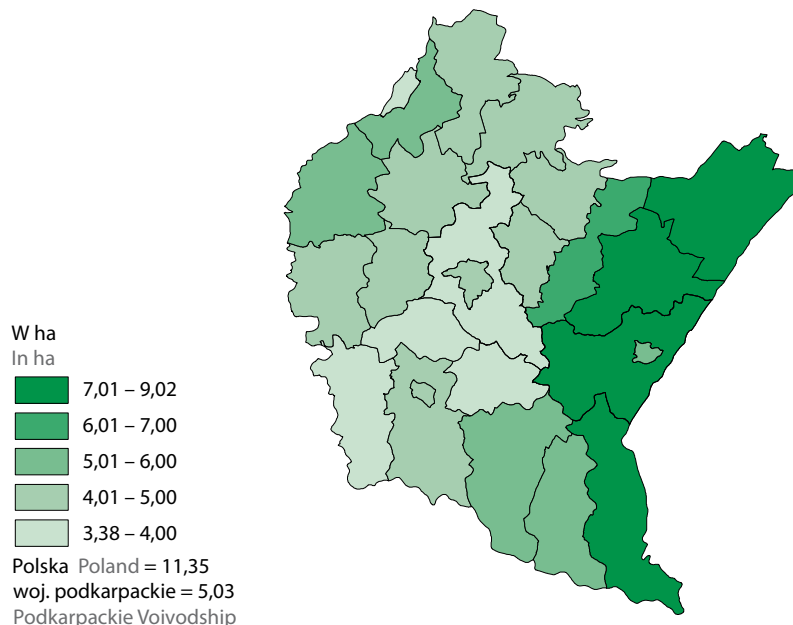 W ha
In ha
7,01 – 9,02
6,01 – 7,00
5,01 – 6,00
4,01 – 5,00
3,38 – 4,00
Polska Poland = 11,35
woj. podkarpackie = 5,03
Podkarpackie Voivodship